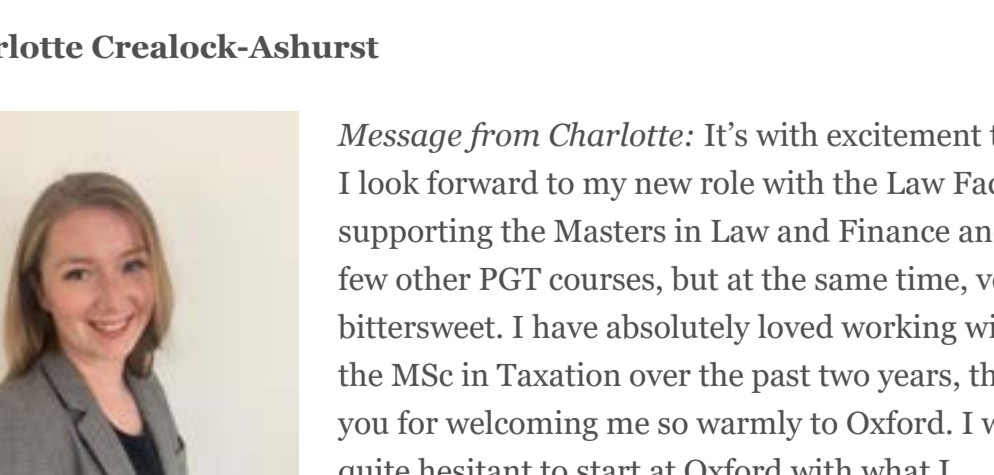 rlotte Crealock-Ashurst
Message from Charlotte: It’s with excitement
I look forward to my new role with the Law
supporting the Masters in Law and Finance
few other PGT courses, but at the same time,
bittersweet. I have absolutely loved working
the MSc in Taxation over the past two years,
you for welcoming me so warmly to Oxford. I
quite hesitant to start at Oxford with what I